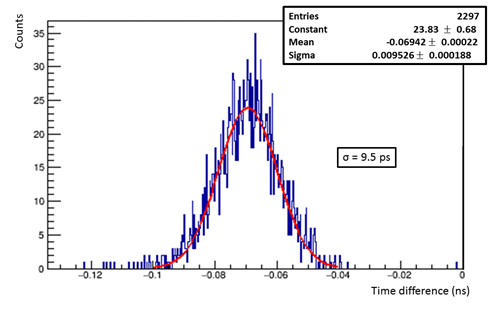 Counts
Entries 2297
Constant 23.83 ± 0.68
Mean -0.06942 ± 0.00022
Sigma 0.009526 ± 0.000188
35
30
25
20
15
10
5
0
σ = 9.5 ps
−0.12 −0.1 −0.08 −0.06 −0.04 −0.02 0
Time difference (ns)